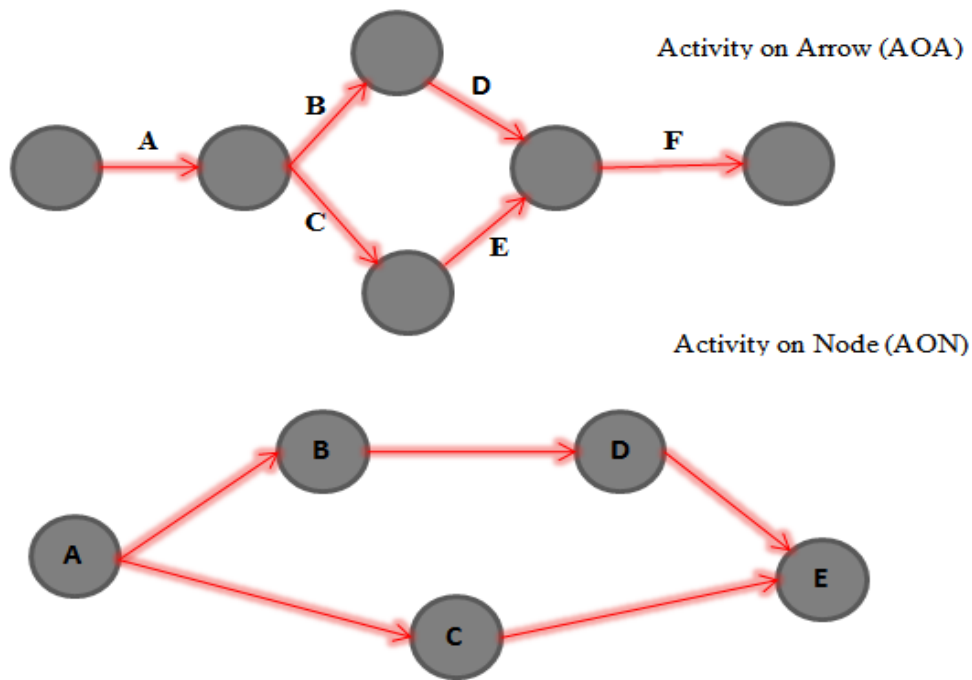 Activity on Arrow (AOA)
A
B
D
F
C
E
Activity on Node (AON)
B
D
A
E
C